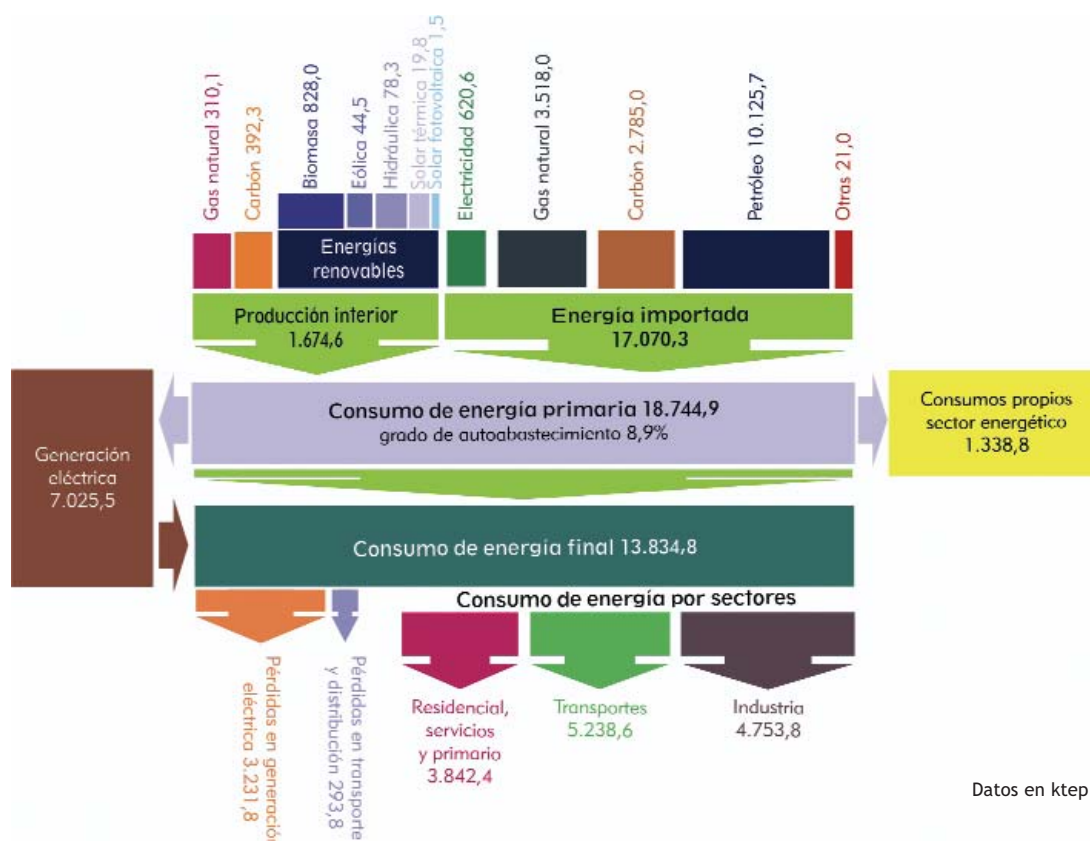 Gas natural 310,1
Carbón 392,3
Biomasa 828,0
Eólica 44,5
Hidráulica 78,3
Solar térmica 19,8
Solar fotovoltaica 1,5
Electricidad 620,6
Gas natural 3.518,0
Carbón 2.785,0
Petróleo 10.125,7
Otras 21,0
Energías
renovables
Producción interior
1.674,6
Energía importada
17.070,3
Consumo de energía primaria 18.744,9
grado de autoabastecimiento 8,9%
Consumos propios
sector energético
1.338,8
Generación
eléctrica
7.025,5
Consumo de energía final 13.834,8
Consumo de energía por sectores
Pérdidas en generación
eléctrica 3.231,8
Pérdidas en transporte
y distribución 293,8
Residencial,
servicios
y primario
3.842,4
Transportes
5.238,6
Industria
4.753,8
Datos en ktep